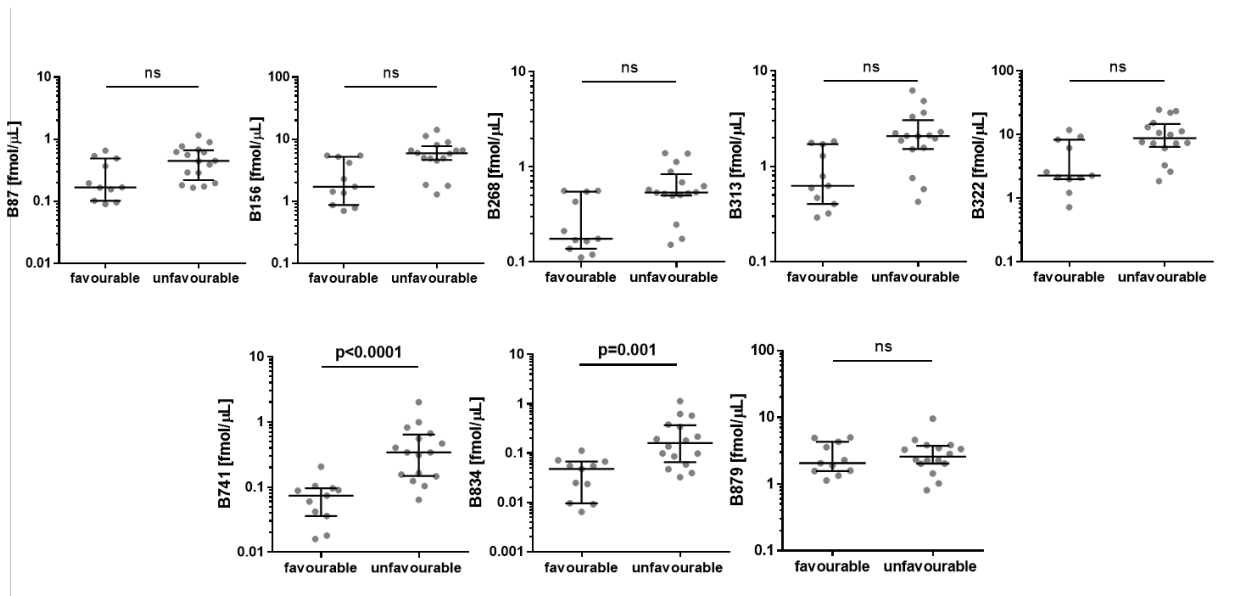 B87 [fmol/µL]
10
1
0.1
0.01
ns
favourable unfavourable
B156 [fmol/µL]
100
10
1
0.1
ns
favourable unfavourable
B268 [fmol/µL]
10
1
0.1
ns
favourable unfavourable
B313 [fmol/µL]
10
1
0.1
ns
favourable unfavourable
B322 [fmol/µL]
100
10
1
0.1
ns
favourable unfavourable
B741 [fmol/µL]
10
1
0.1
0.01
p<0.0001
favourable unfavourable
B834 [fmol/µL]
10
1
0.1
0.01
0.001
p=0.001
favourable unfavourable
B879 [fmol/µL]
100
10
1
0.1
ns
favourable unfavourable